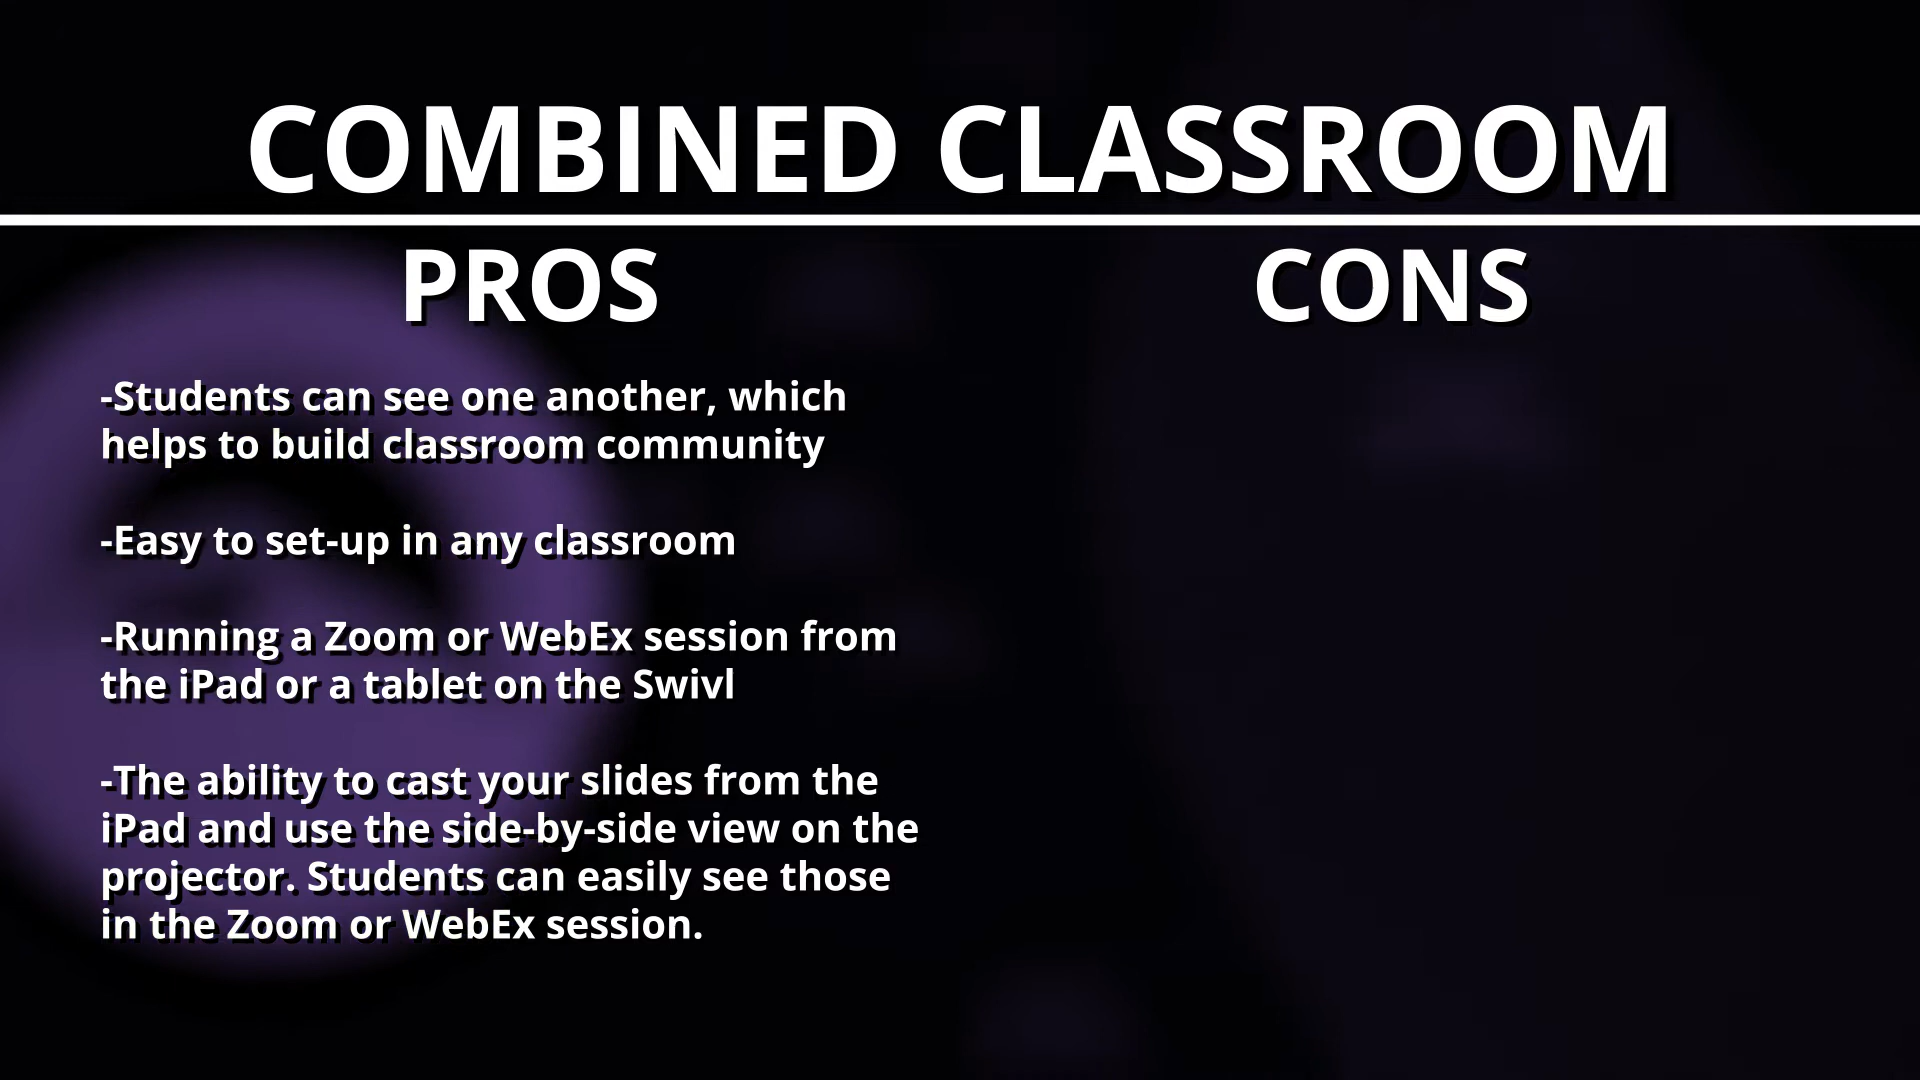 COMBINED CLASSROOM
PROS
CONS
-Students can see one another, which
helps to build classroom community
-Easy to set-up in any classroom
-Running a Zoom or WebEx session from
the iPad or a tablet on the Swivl
-The ability to cast your slides from the
iPad and use the side-by-side view on the
projector. Students can easily see those
in the Zoom or WebEx session.